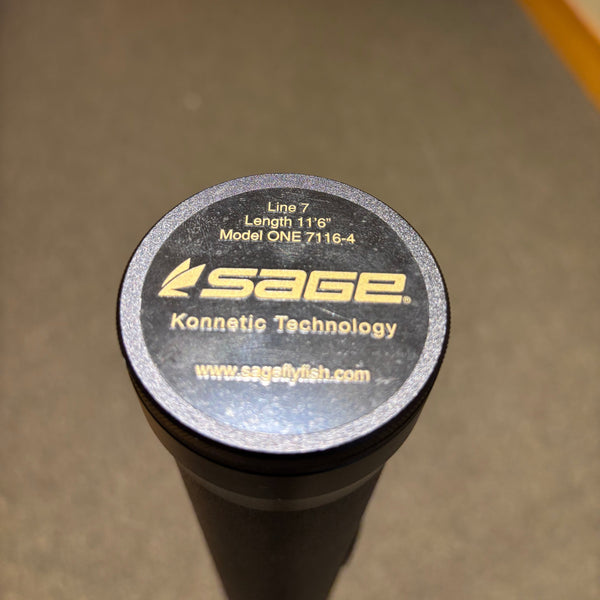 Line 7
Length 11'6"
Model ONE 7116-4
SAGE®
Konnetic Technology
www.sageflyfish.com